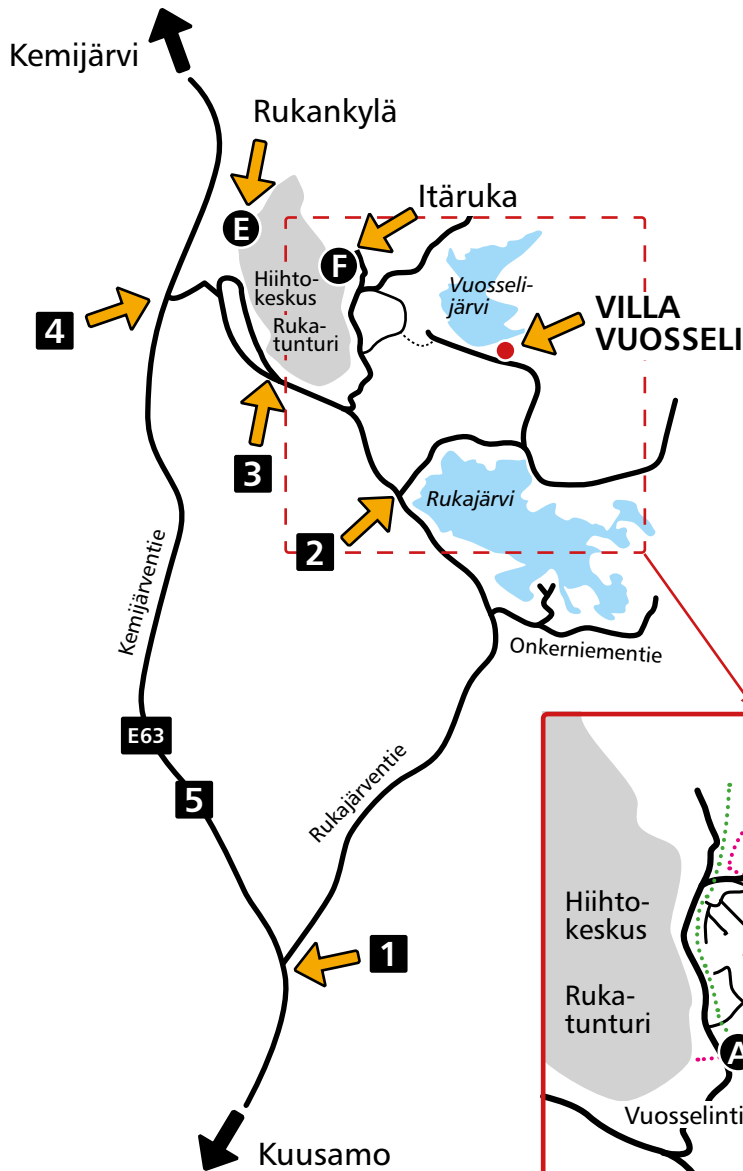 Kemijärvi
Rukankylä
Itäruka
E
F
Hiihto-
keskus
Ruka-
tunturi
Vuosseli-
järvi
VILLA
VUOSSELI
4
3
Rukajärvi
2
Kemijärventie
Onkerniementie
E63
5
Rukajärventie
1
Hiihto-
keskus
Ruka-
tunturi
A
Vuosselinti
Kuusamo